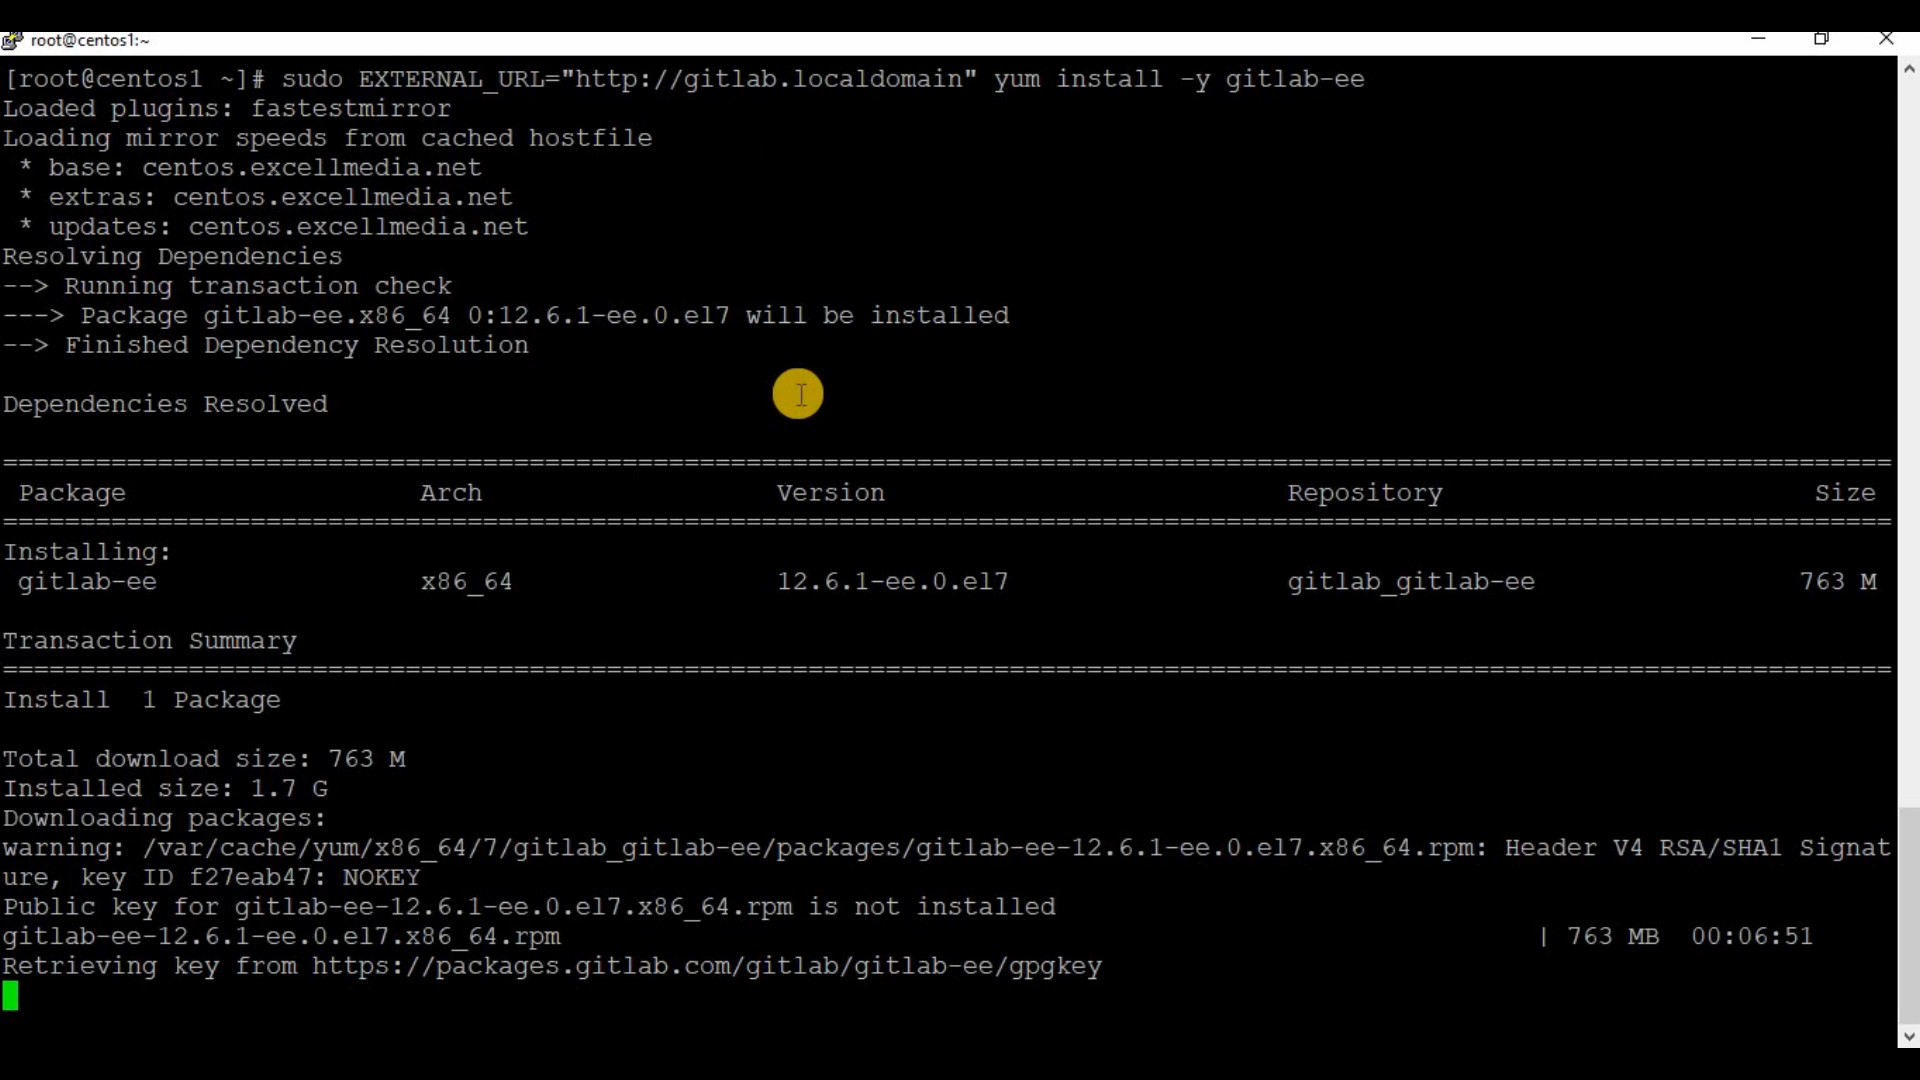 root@centos1:~
[root@centos1 ~]# sudo EXTERNAL_URL="http://gitlab.localdomain" yum install -y gitlab-ee
Loaded plugins: fastestmirror
Loading mirror speeds from cached hostfile
 * base: centos.excellmedia.net
 * extras: centos.excellmedia.net
 * updates: centos.excellmedia.net
Resolving Dependencies
--> Running transaction check
---> Package gitlab-ee.x86_64 0:12.6.1-ee.0.el7 will be installed
--> Finished Dependency Resolution
Dependencies Resolved
================================================================================
 Package Arch Version Repository Size
================================================================================
Installing:
 gitlab-ee x86_64 12.6.1-ee.0.el7 gitlab_gitlab-ee 763 M
Transaction Summary
================================================================================
Install  1 Package
Total download size: 763 M
Installed size: 1.7 G
Downloading packages:
warning: /var/cache/yum/x86_64/7/gitlab_gitlab-ee/packages/gitlab-ee-12.6.1-ee.0.el7.x86_64.rpm: Header V4 RSA/SHA1 Signat
ure, key ID f27eab47: NOKEY
Public key for gitlab-ee-12.6.1-ee.0.el7.x86_64.rpm is not installed
gitlab-ee-12.6.1-ee.0.el7.x86_64.rpm | 763 MB  00:06:51
Retrieving key from https://packages.gitlab.com/gitlab/gitlab-ee/gpgkey